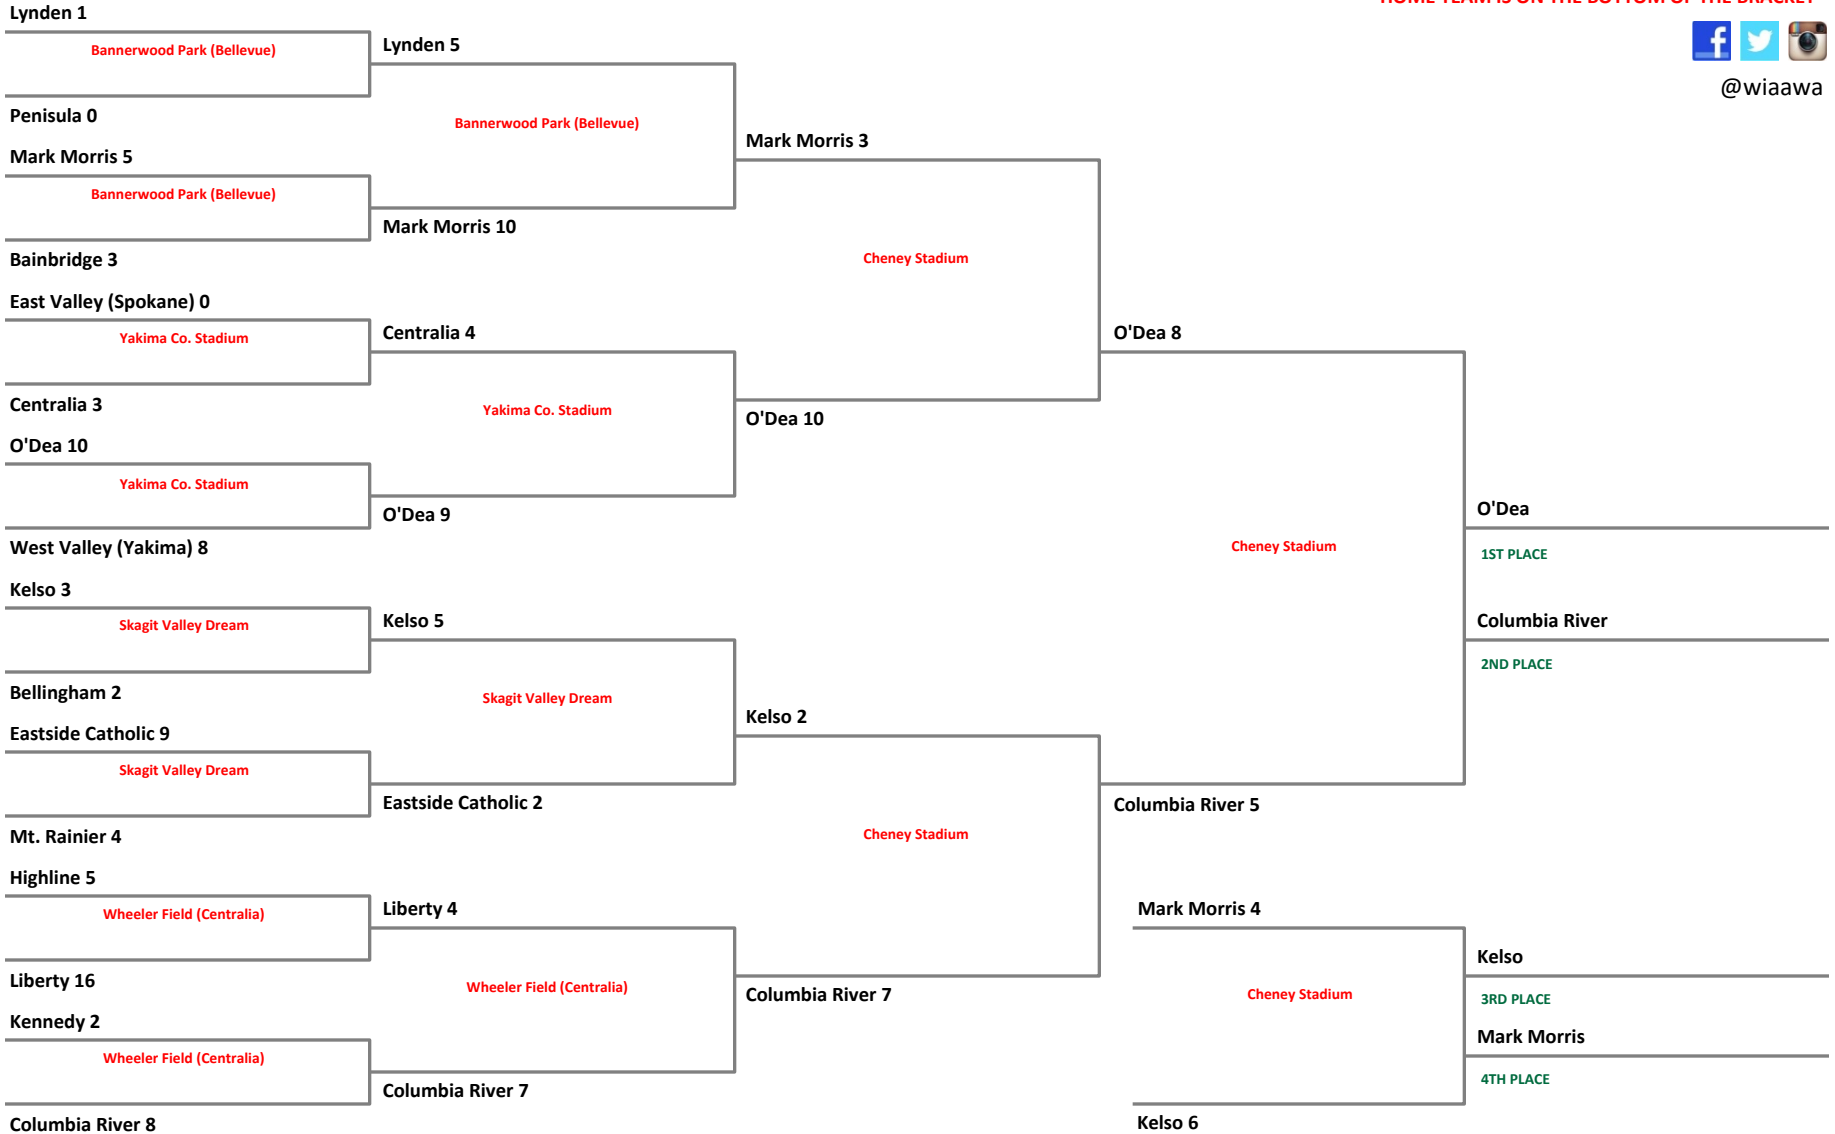 HOME TEAM IS ON THE BOTTOM OF THE BRACKET
@wiaawa
Lynden 1
Bannerwood Park (Bellevue)
Penisula 0
Mark Morris 5
Bannerwood Park (Bellevue)
Bainbridge 3
East Valley (Spokane) 0
Yakima Co. Stadium
Centralia 3
O'Dea 10
Yakima Co. Stadium
West Valley (Yakima) 8
Kelso 3
Skagit Valley Dream
Bellingham 2
Eastside Catholic 9
Skagit Valley Dream
Mt. Rainier 4
Highline 5
Wheeler Field (Centralia)
Liberty 16
Kennedy 2
Wheeler Field (Centralia)
Columbia River 8
Lynden 5
Bannerwood Park (Bellevue)
Mark Morris 10
Centralia 4
Yakima Co. Stadium
O'Dea 9
Kelso 5
Skagit Valley Dream
Eastside Catholic 2
Liberty 4
Wheeler Field (Centralia)
Columbia River 7
Mark Morris 3
Cheney Stadium
O'Dea 10
Kelso 2
Cheney Stadium
Columbia River 7
O'Dea 8
Cheney Stadium
Columbia River 5
Mark Morris 4
Cheney Stadium
Kelso 6
O'Dea
1ST PLACE
Columbia River
2ND PLACE
Kelso
3RD PLACE
Mark Morris
4TH PLACE